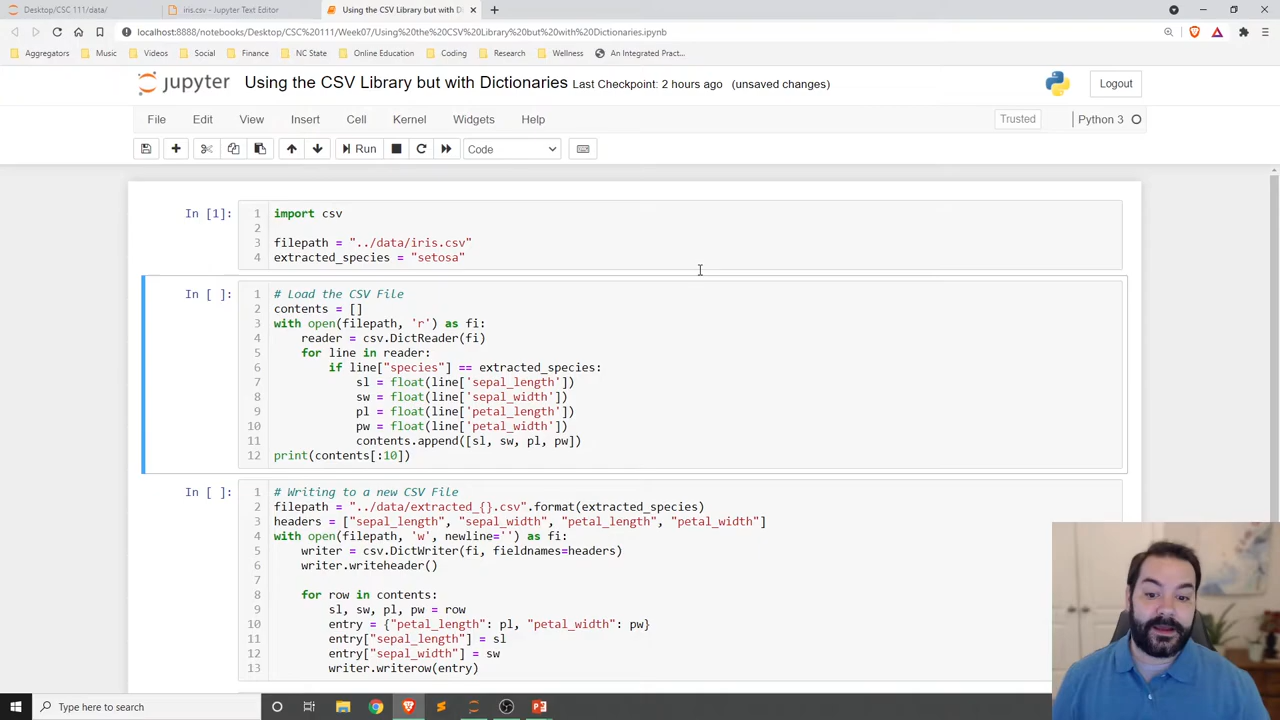 Desktop/CSC 111/data/
iris.csv - Jupyter Text Editor
Using the CSV Library but with D
localhost:8888/notebooks/Desktop/CSC%20111/Week07/Using%20the%20CSV%20Library%20but%20with%20Dictionaries.ipynb
Aggregators Music Videos Social Finance NC State Online Education Coding Research Wellness An Integrated Pract...
jupyter Using the CSV Library but with Dictionaries Last Checkpoint: 2 hours ago (unsaved changes) Logout
File Edit View Insert Cell Kernel Widgets Help Trusted Python 3
Run Code
In [1]:
1 import csv
2
3 filepath = "../data/iris.csv"
4 extracted_species = "setosa"
In [ ]:
1 # Load the CSV File
2 contents = []
3 with open(filepath, 'r') as fi:
4 reader = csv.DictReader(fi)
5 for line in reader:
6 if line["species"] == extracted_species:
7 sl = float(line['sepal_length'])
8 sw = float(line['sepal_width'])
9 pl = float(line['petal_length'])
10 pw = float(line['petal_width'])
11 contents.append([sl, sw, pl, pw])
12 print(contents[:10])
In [ ]:
1 # Writing to a new CSV File
2 filepath = "../data/extracted_{}.csv".format(extracted_species)
3 headers = ["sepal_length", "sepal_width", "petal_length", "petal_width"]
4 with open(filepath, 'w', newline='') as fi:
5 writer = csv.DictWriter(fi, fieldnames=headers)
6 writer.writeheader()
7
8 for row in contents:
9 sl, sw, pl, pw = row
10 entry = {"petal_length": pl, "petal_width": pw}
11 entry["sepal_length"] = sl
12 entry["sepal_width"] = sw
13 writer.writerow(entry)
Type here to search